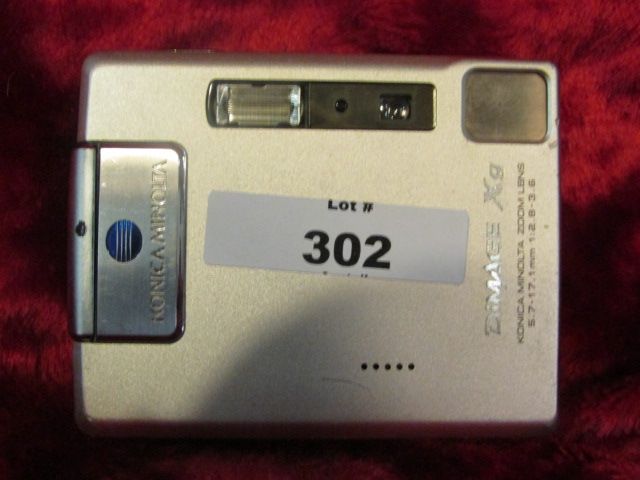 KONICA MINOLTA
Lot #
302
DiMAGE Xg
KONICA MINOLTA ZOOM LENS
5.7-17.1mm 1:2.8-3.6